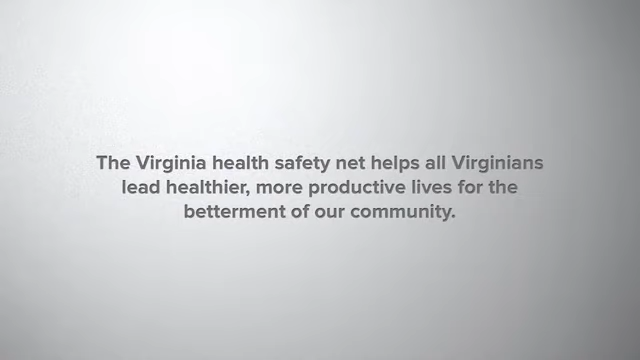 The Virginia health safety net helps all Virginians
lead healthier, more productive lives for the
betterment of our community.